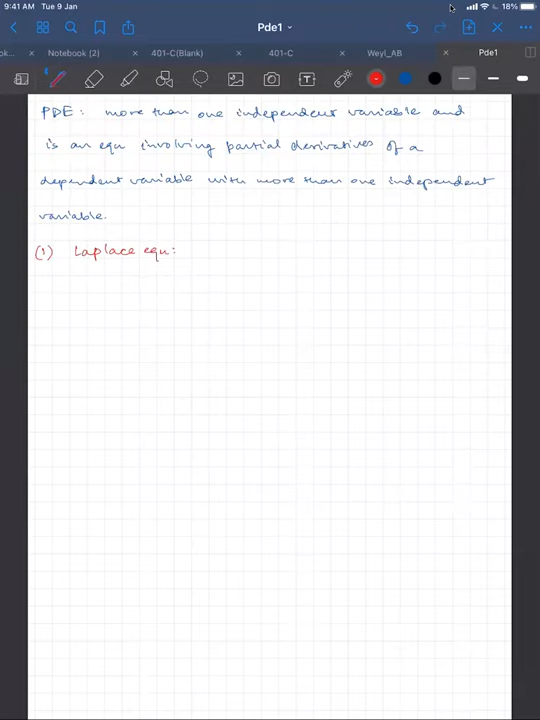 9:41 AM Tue 9 Jan
18%
Pde1
Notebook (2)
401-C(Blank)
401-C
Weyl_AB
Pde1
PDE: more than one independent variable and
is an equ involving partial derivatives of a
dependent variable with more than one independent
variable.
(1) Laplace equ: